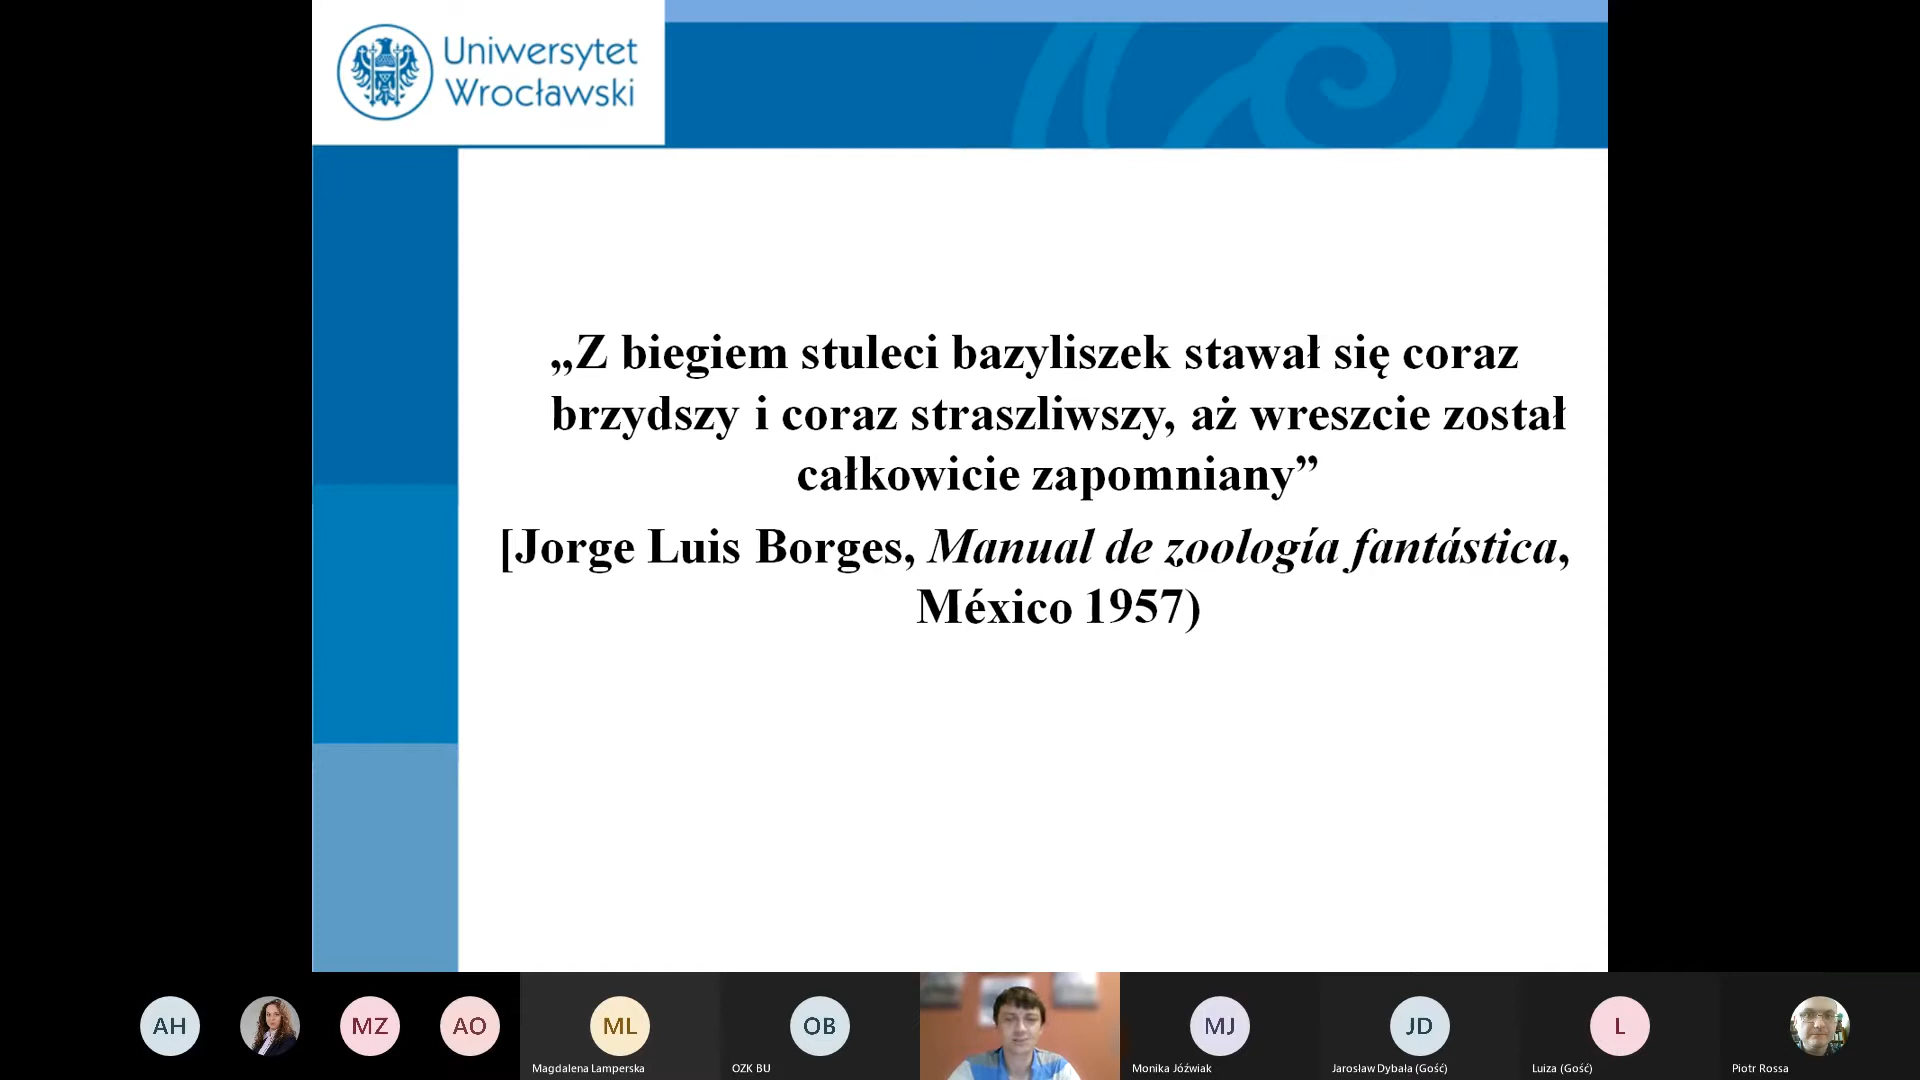 Uniwersytet
Wrocławski
„Z biegiem stuleci bazyliszek stawał się coraz
brzydszy i coraz straszliwszy, aż wreszcie został
całkowicie zapomniany”
[Jorge Luis Borges, Manual de zoología fantástica,
México 1957)
AH
MZ
AO
ML
OB
MJ
JD
L
Magdalena Lamperska
OZK BU
Monika Jóźwiak
Jarosław Dybała (Gość)
Luiza (Gość)
Piotr Rossa